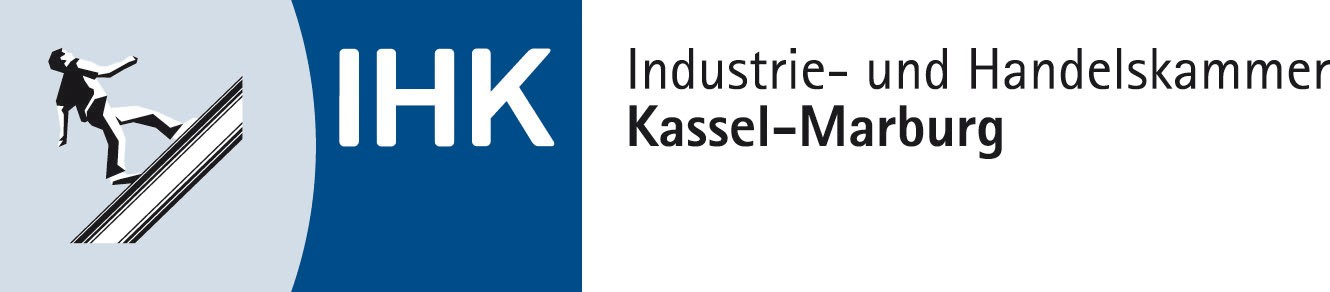 IHK
Industrie- und Handelskammer
Kassel-Marburg